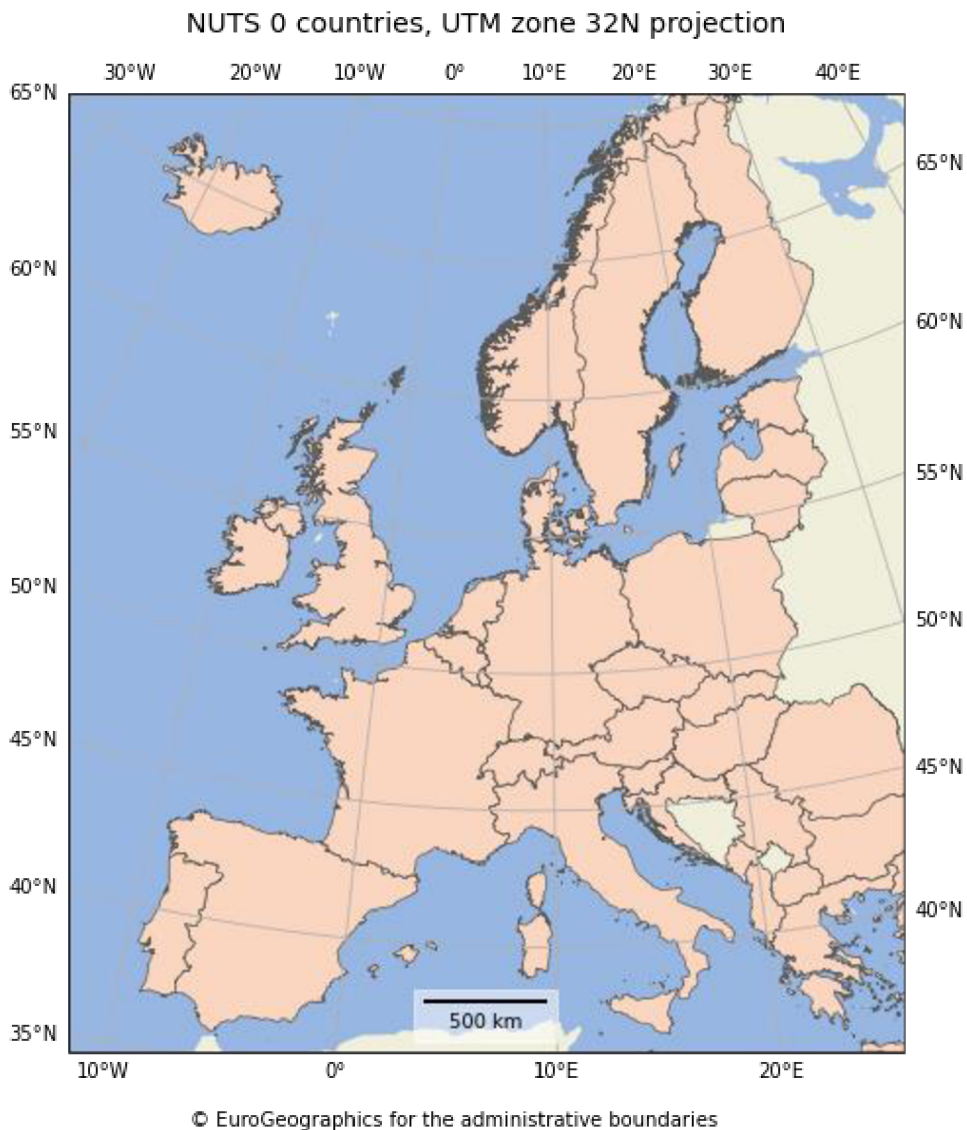 NUTS 0 countries, UTM zone 32N projection
30°W 20°W 10°W 0° 10°E 20°E 30°E 40°E
65°N
65°N
60°N
60°N
55°N
55°N
50°N
50°N
45°N
45°N
40°N
40°N
35°N
500 km
10°W 0° 10°E 20°E
© EuroGeographics for the administrative boundaries